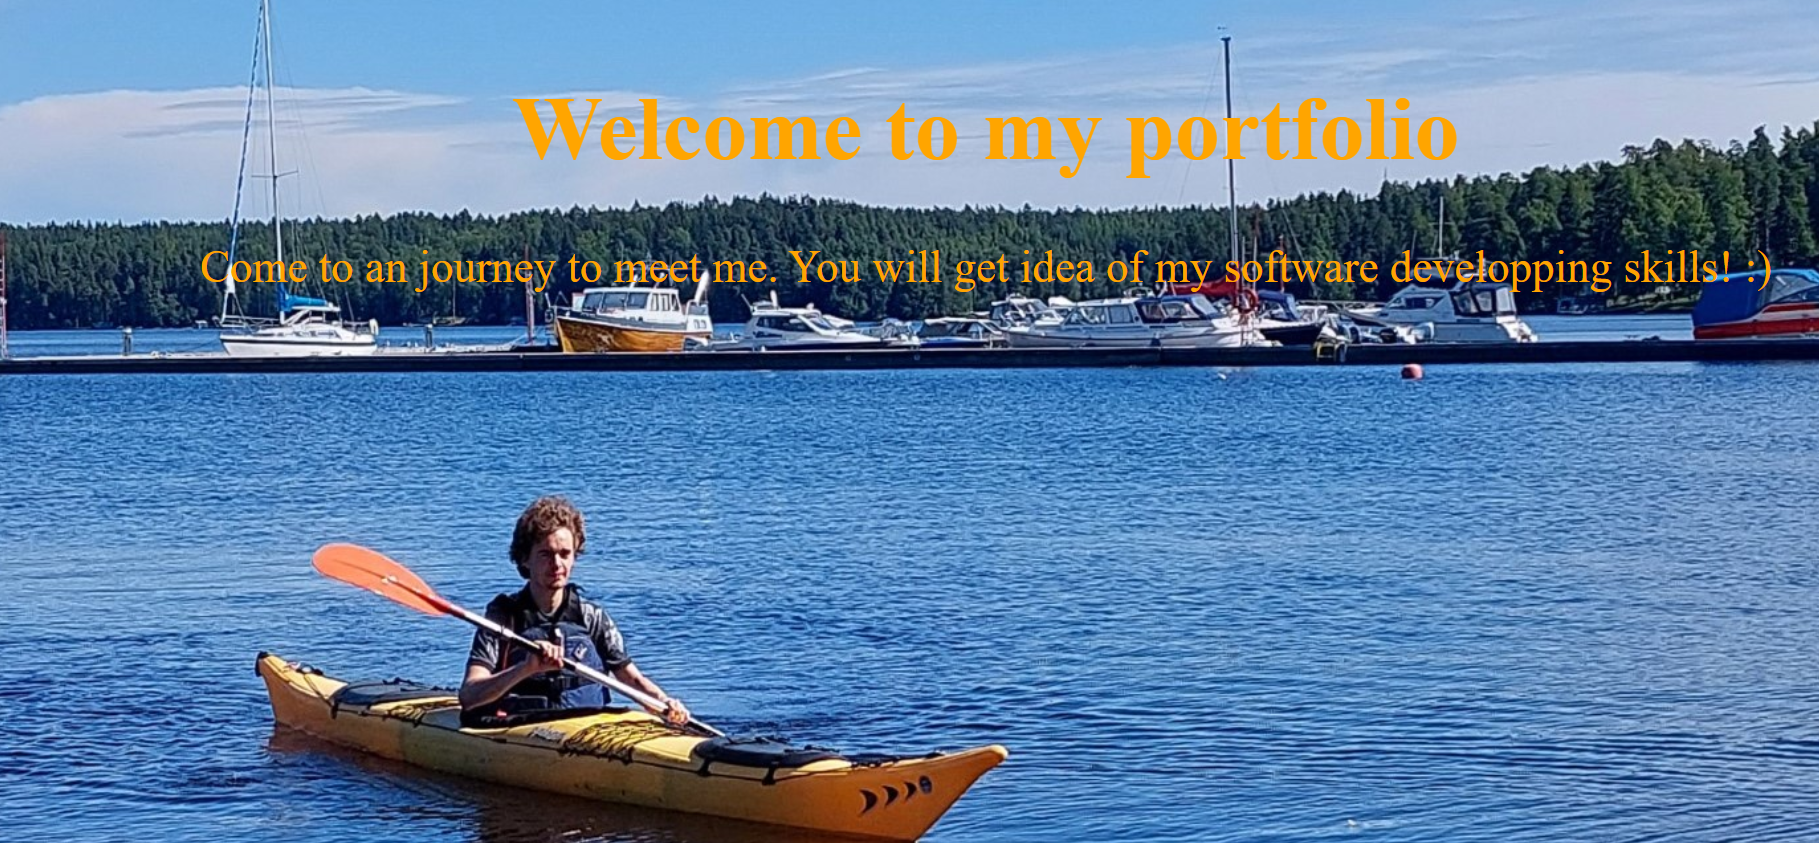 Welcome to my portfolio
Come to an journey to meet me. You will get idea of my software developping skills! :)